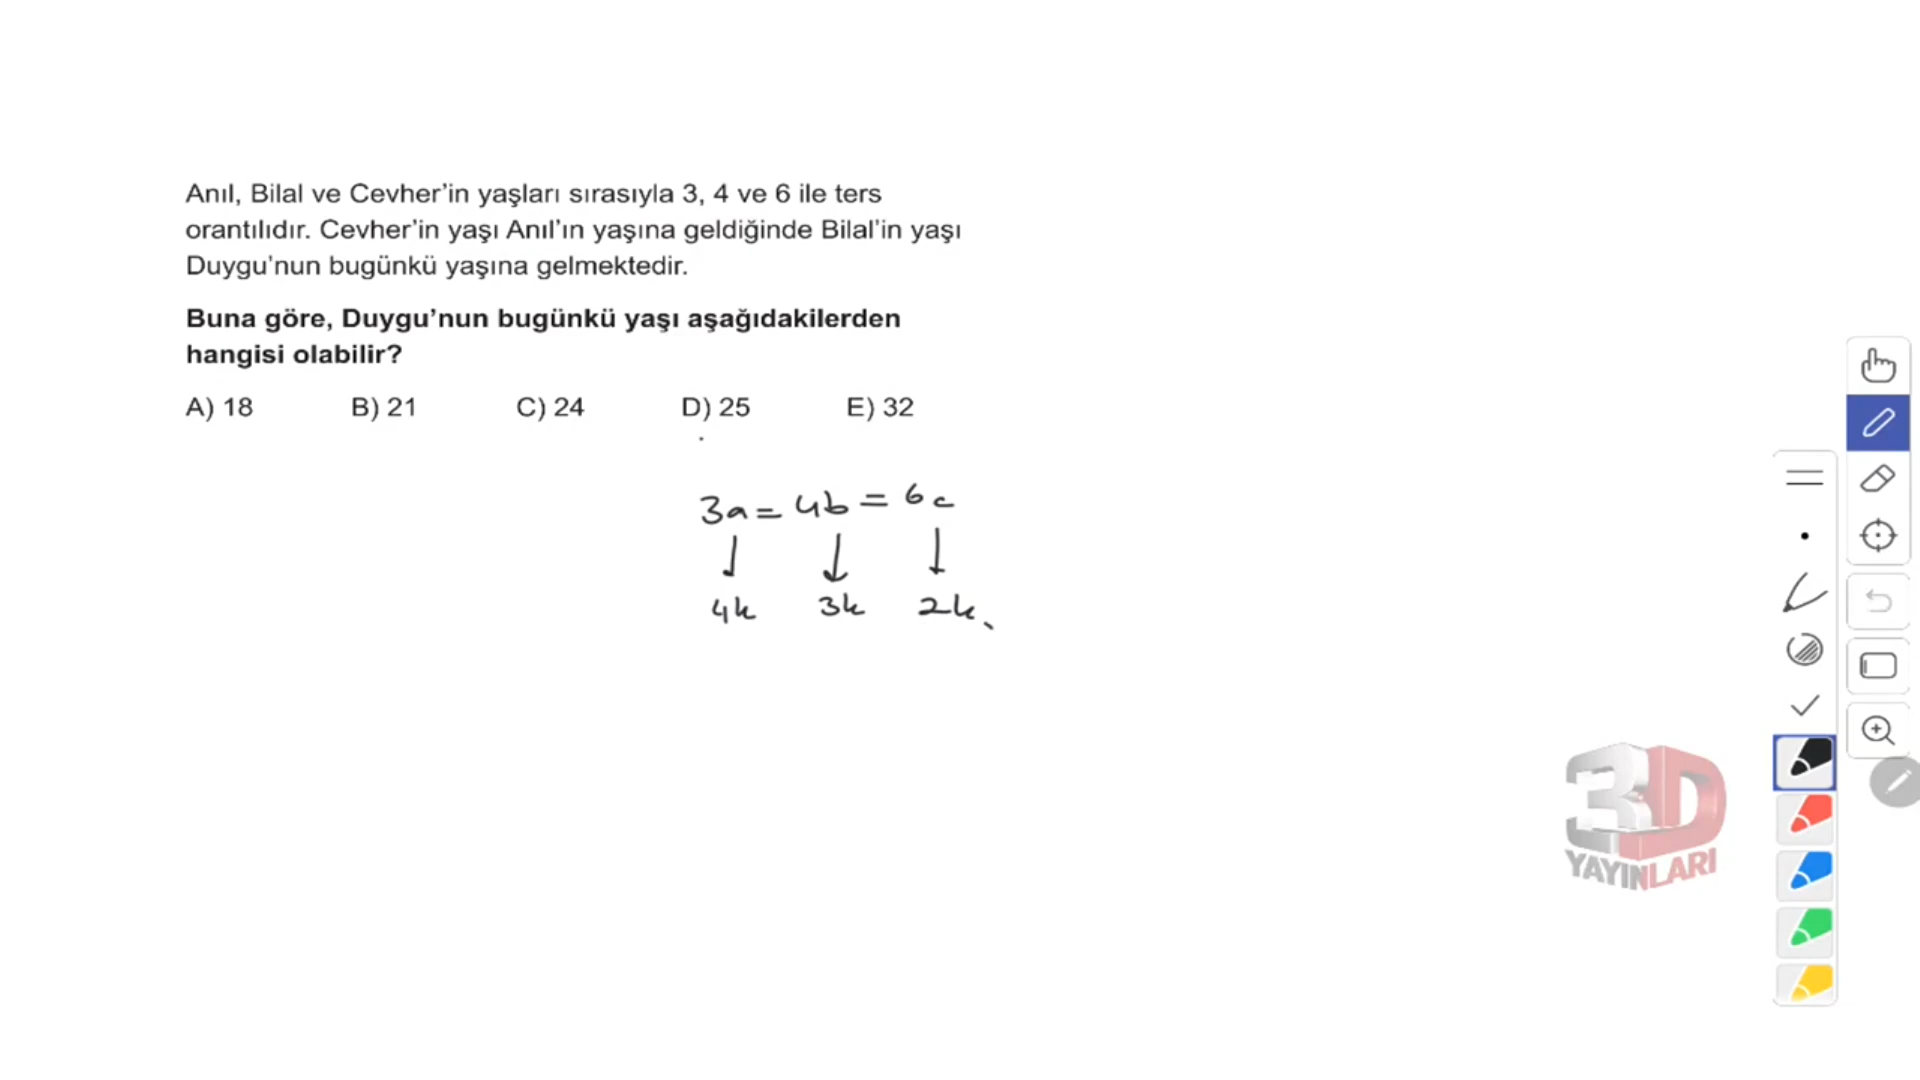 Anıl, Bilal ve Cevher’in yaşları sırasıyla 3, 4 ve 6 ile ters
orantılıdır. Cevher’in yaşı Anıl’ın yaşına geldiğinde Bilal’in yaşı
Duygu’nun bugünkü yaşına gelmektedir.
Buna göre, Duygu’nun bugünkü yaşı aşağıdakilerden
hangisi olabilir?
A) 18 B) 21 C) 24 D) 25 E) 32
3a = 4b = 6c
4k 3k 2k
3D
YAYINLARI